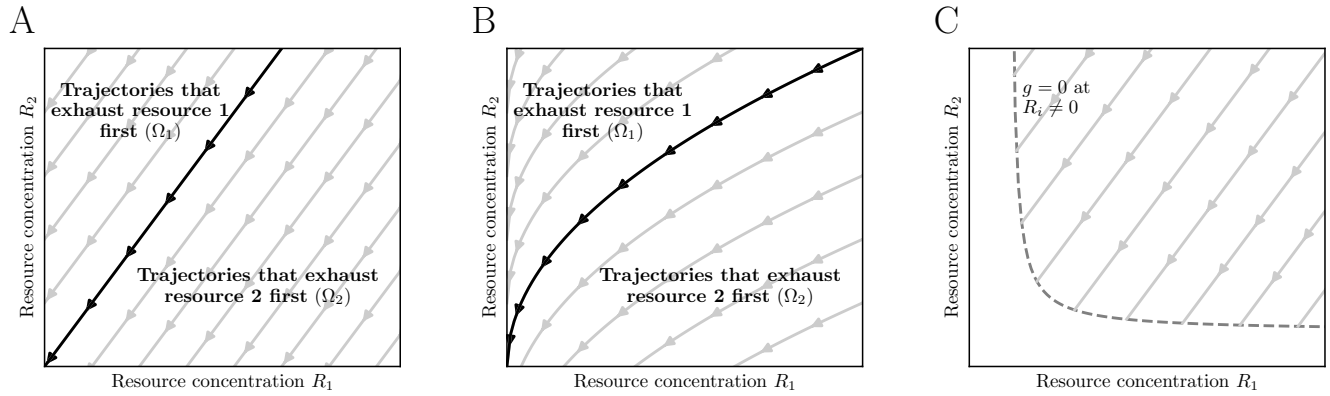 A
Resource concentration R₂
Trajectories that
exhaust resource 1
first (Ω₁)
Trajectories that exhaust
resource 2 first (Ω₂)
Resource concentration R₁
B
Resource concentration R₂
Trajectories that
exhaust resource 1
first (Ω₁)
Trajectories that exhaust
resource 2 first (Ω₂)
Resource concentration R₁
C
Resource concentration R₂
g = 0 at
Rᵢ ≠ 0
Resource concentration R₁